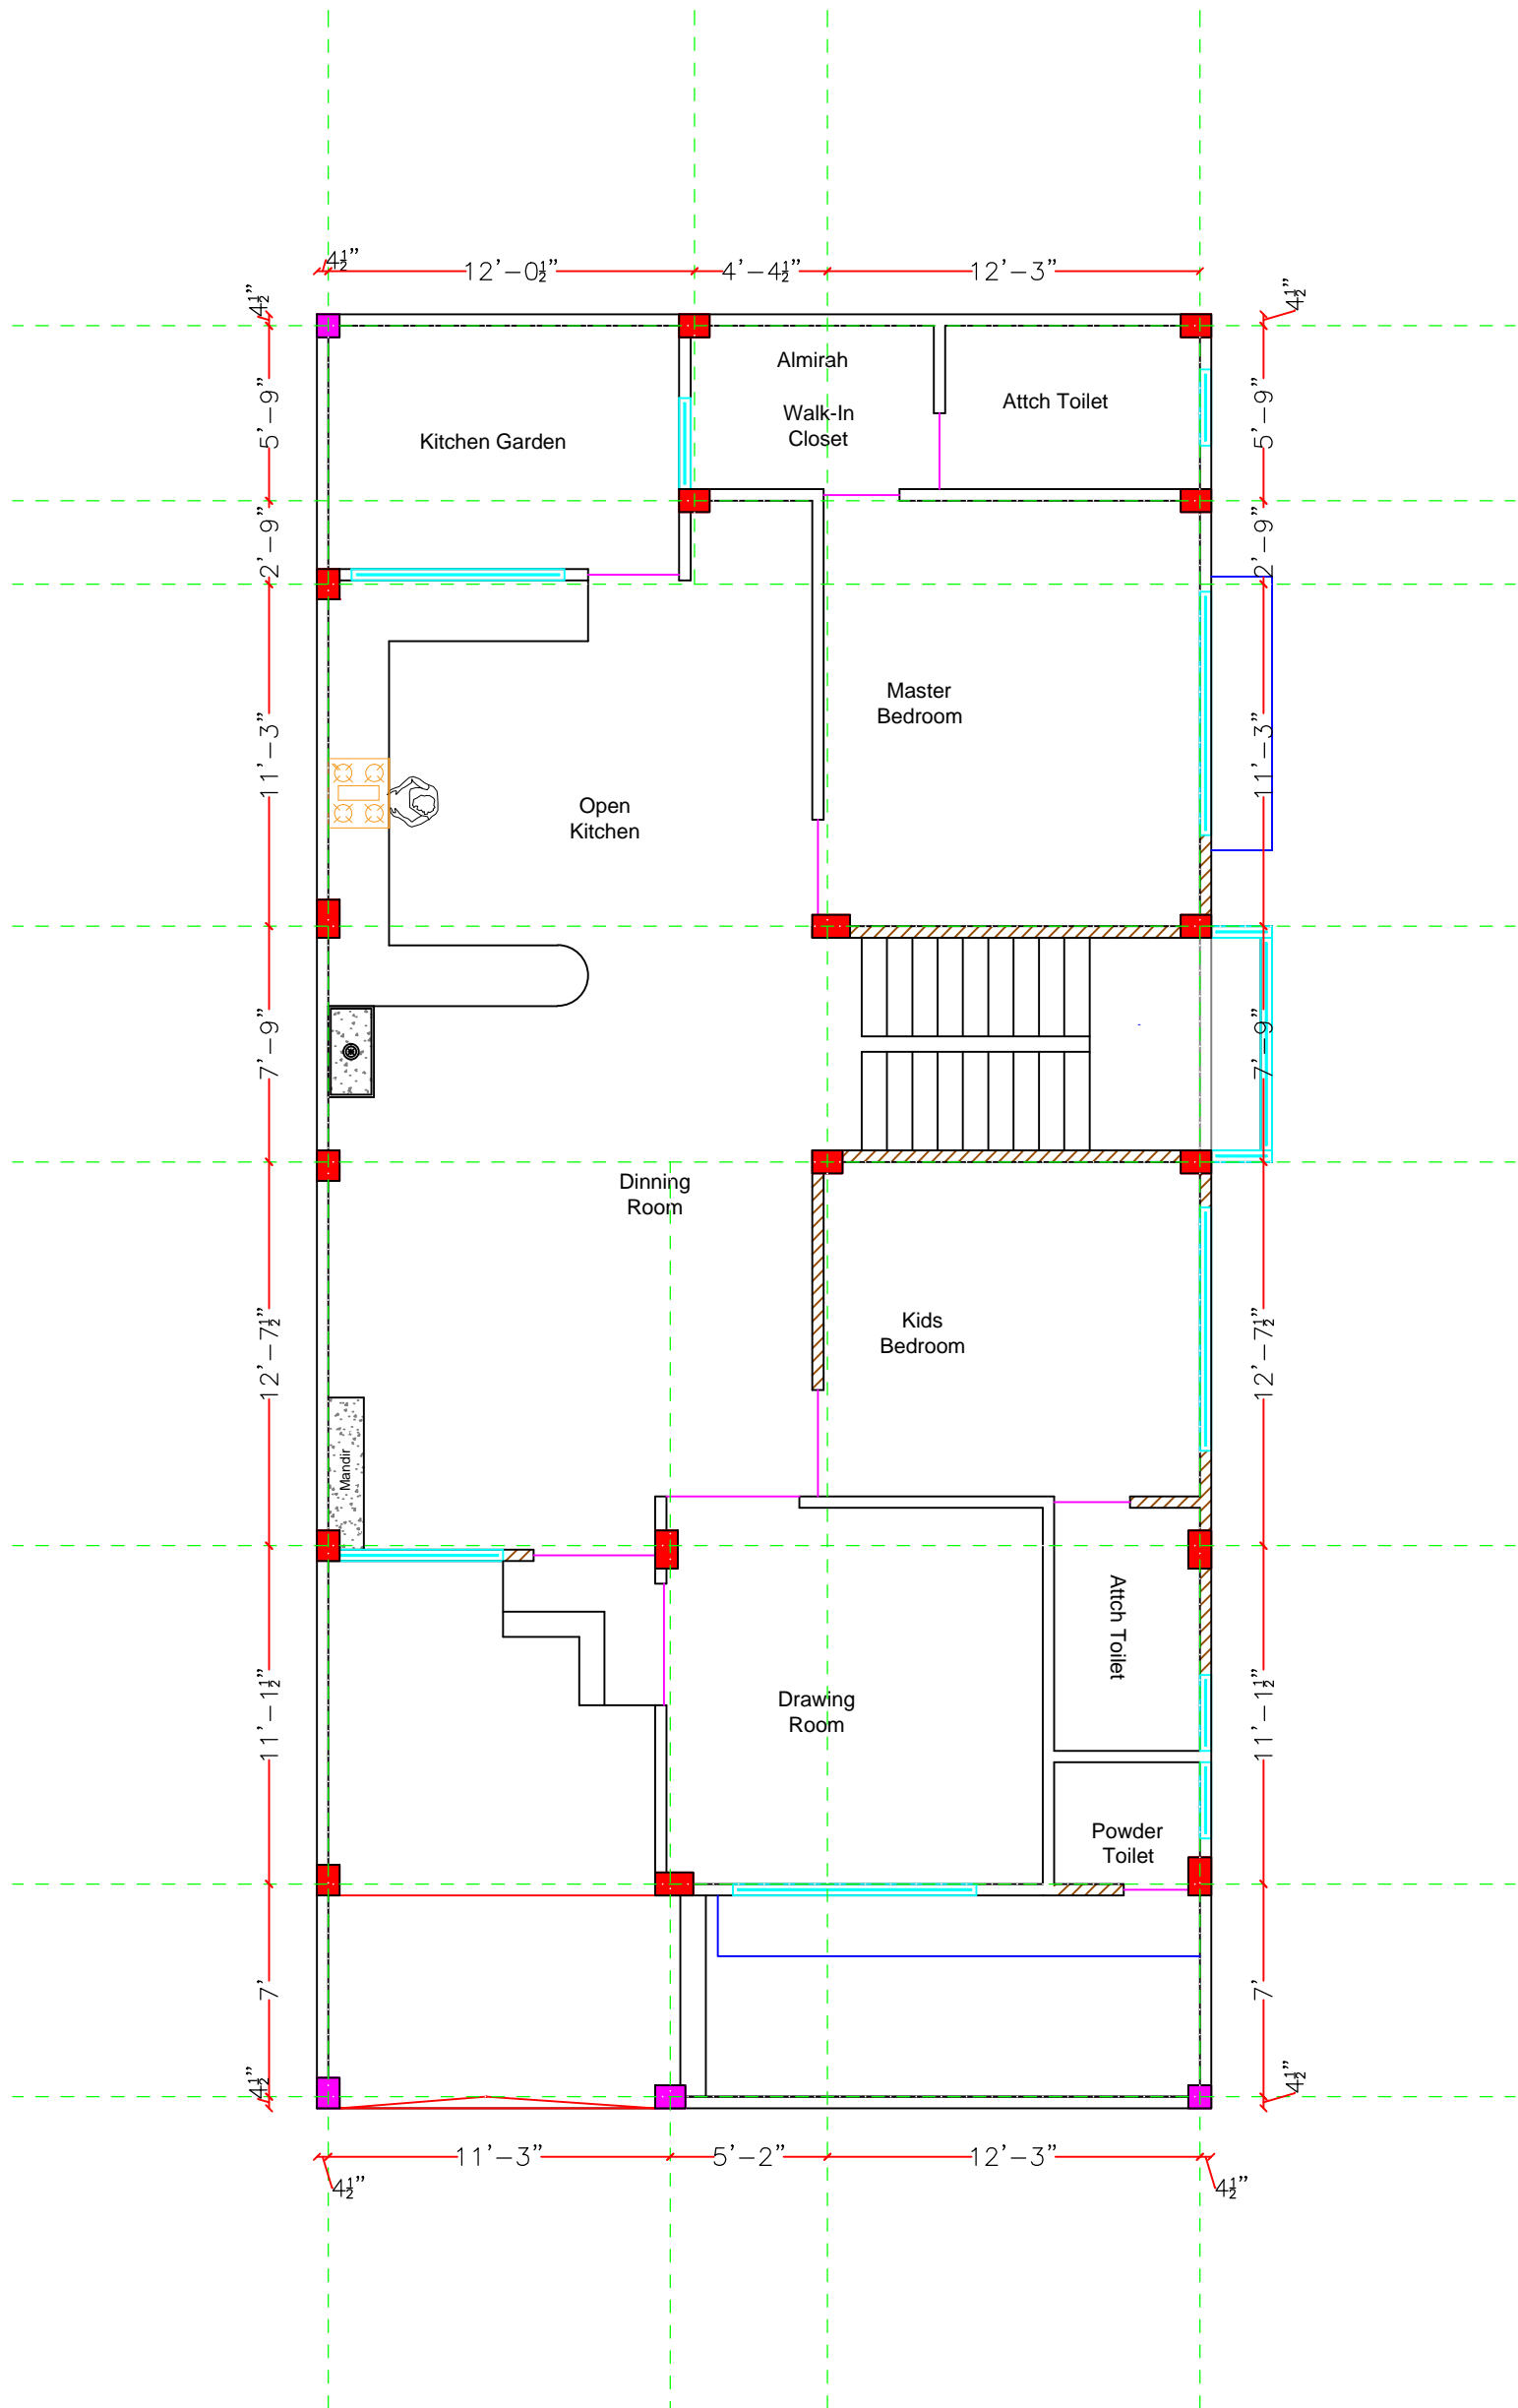 4½"
12'-0½"
4'-4½"
12'-3"
4½"
4½"
Almirah
Walk-In
Closet
Attch Toilet
Kitchen Garden
5'-9"
5'-9"
2'-9"
2'-9"
Master
Bedroom
11'-3"
11'-3"
Open
Kitchen
7'-9"
7'-9"
Dinning
Room
Kids
Bedroom
12'-7½"
12'-7½"
Mandir
Attch Toilet
Drawing
Room
11'-1½"
11'-1½"
Powder
Toilet
7'
7'
4½"
4½"
11'-3"
5'-2"
12'-3"
4½"
4½"